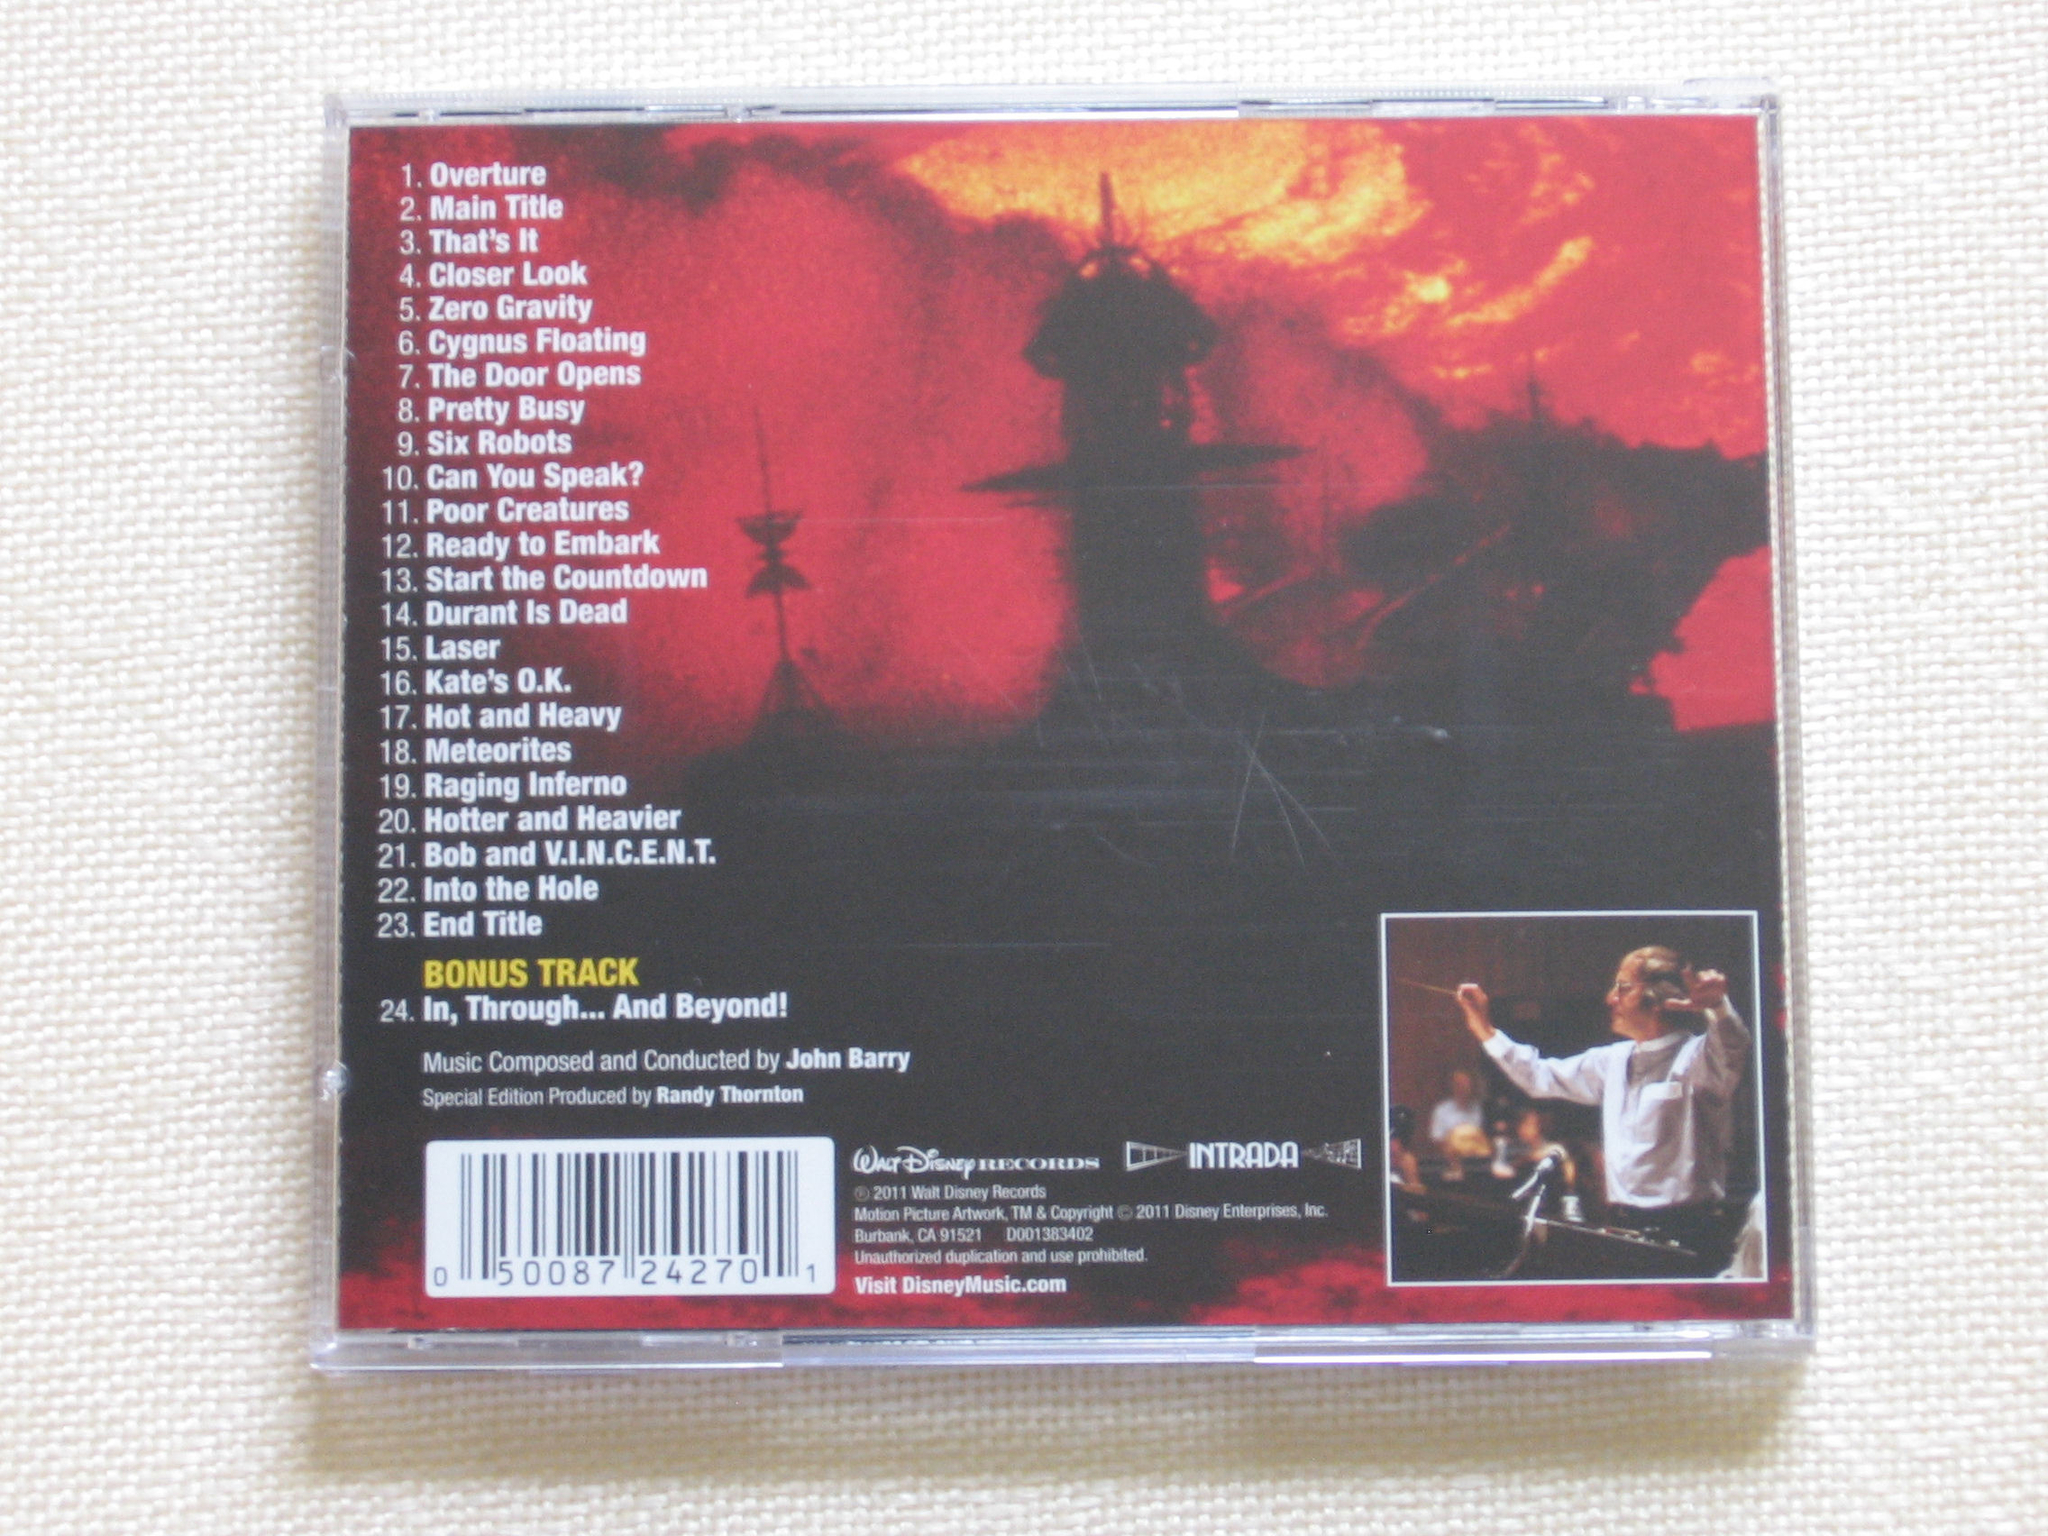 1. Overture
2. Main Title
3. That's It
4. Closer Look
5. Zero Gravity
6. Cygnus Floating
7. The Door Opens
8. Pretty Busy
9. Six Robots
10. Can You Speak?
11. Poor Creatures
12. Ready to Embark
13. Start the Countdown
14. Durant Is Dead
15. Laser
16. Kate's O.K.
17. Hot and Heavy
18. Meteorites
19. Raging Inferno
20. Hotter and Heavier
21. Bob and V.I.N.C.E.N.T.
22. Into the Hole
23. End Title
BONUS TRACK
24. In, Through... And Beyond!
Music Composed and Conducted by John Barry
Special Edition Produced by Randy Thornton
0 50087 24270 1
WALT DISNEY RECORDS
INTRADA
℗ 2011 Walt Disney Records
Motion Picture Artwork, TM & Copyright © 2011 Disney Enterprises, Inc.
Burbank, CA 91521 D001383402
Unauthorized duplication and use prohibited.
Visit DisneyMusic.com